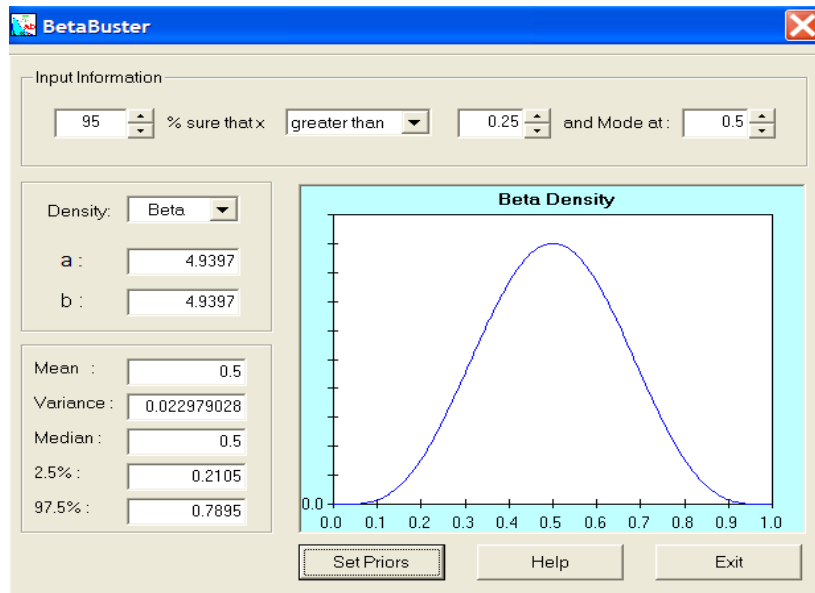 BetaBuster
Input Information
95 % sure that x greater than 0.25 and Mode at : 0.5
Density: Beta
a : 4.9397
b : 4.9397
Mean : 0.5
Variance : 0.022979028
Median : 0.5
2.5% : 0.2105
97.5% : 0.7895
Beta Density
0.0
0.0 0.1 0.2 0.3 0.4 0.5 0.6 0.7 0.8 0.9 1.0
Set Priors Help Exit